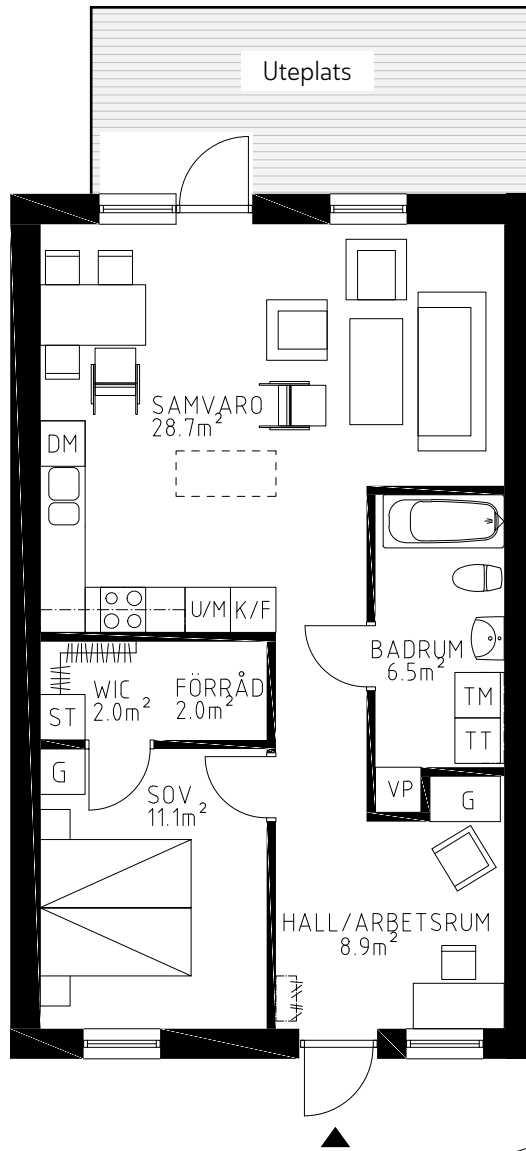 Uteplats
SAMVARO
28.7m²
DM
U/M K/F
BADRUM
6.5m²
WIC
2.0m²
FÖRRÅD
2.0m²
ST
TM
TT
G
SOV
11.1m²
VP
G
HALL/ARBETSRUM
8.9m²